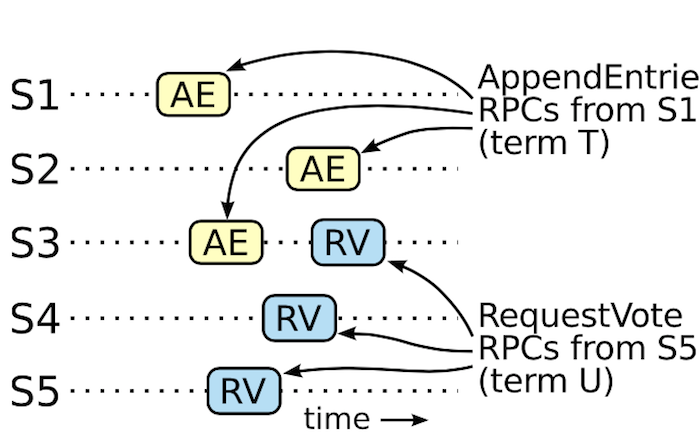 S1
AE
S2
AE
S3
AE
RV
S4
RV
S5
RV
time
AppendEntrie
RPCs from S1
(term T)
RequestVote
RPCs from S5
(term U)